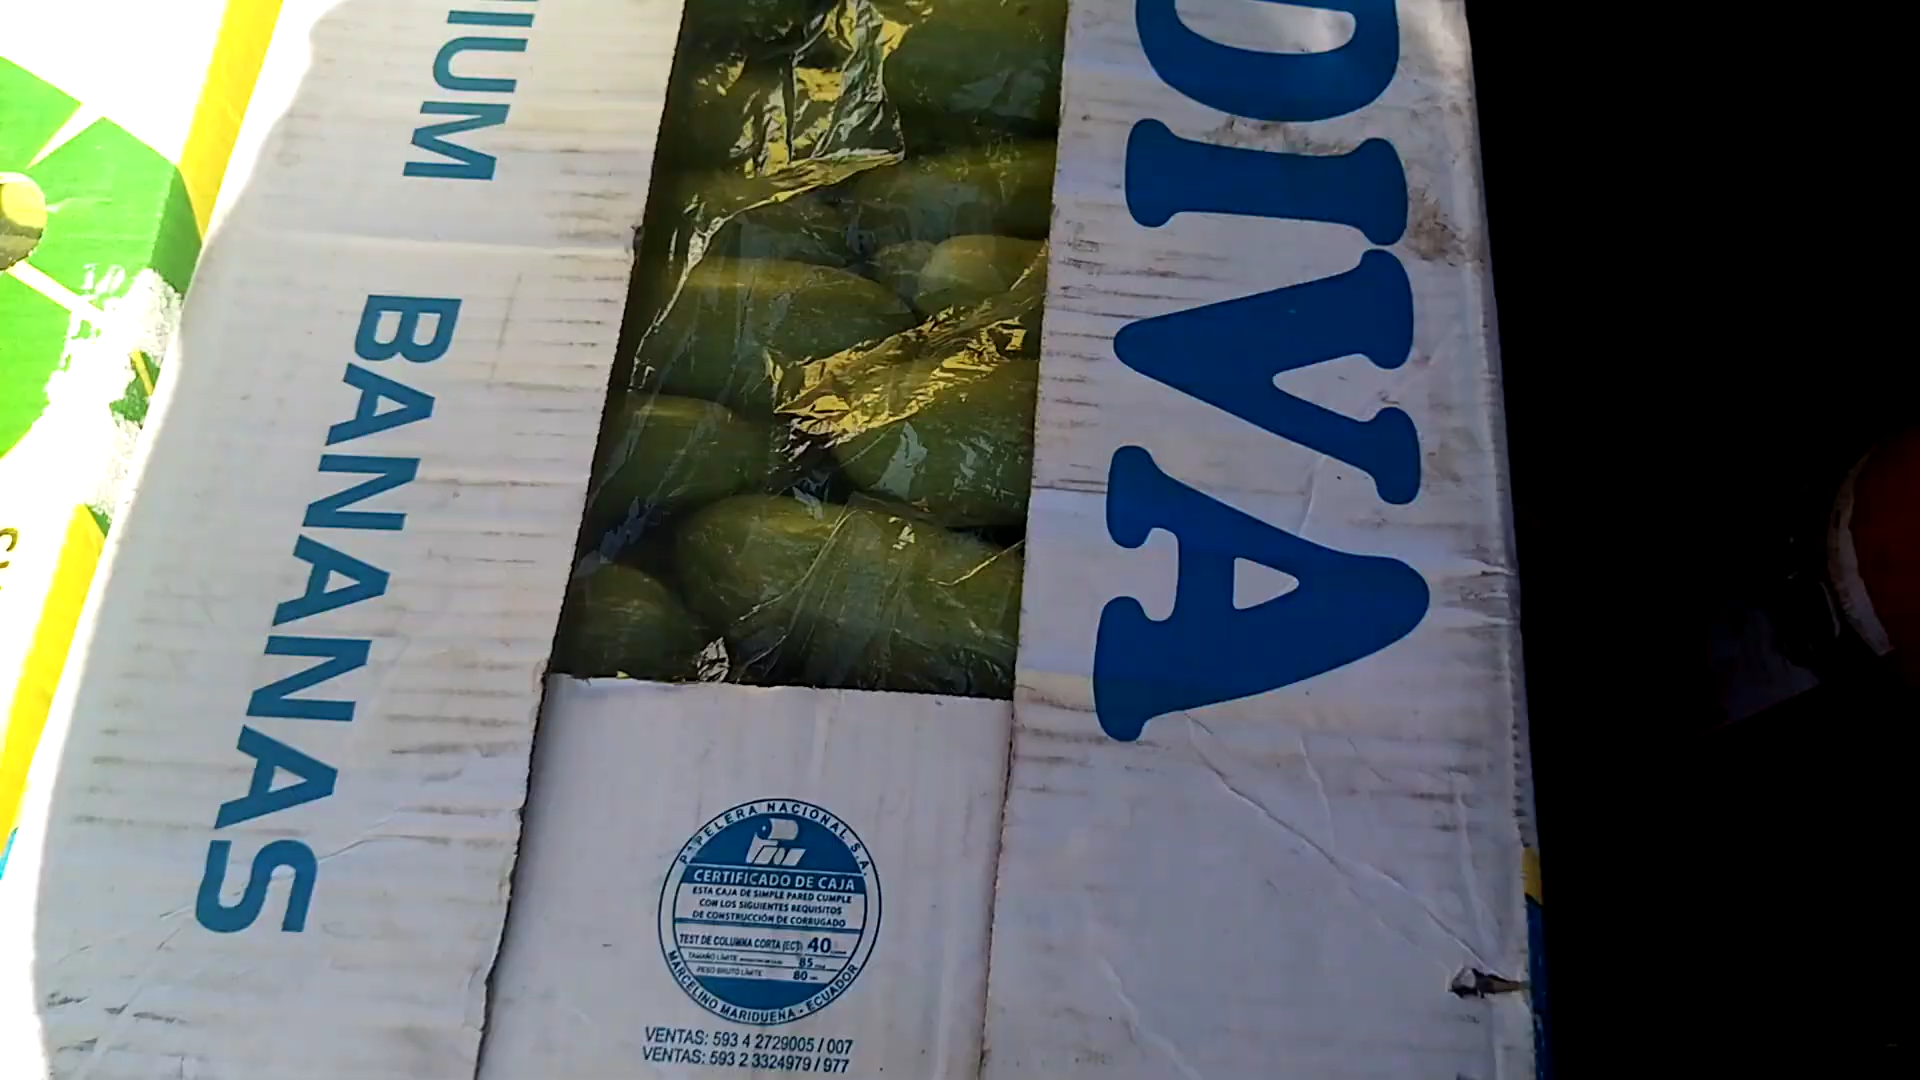 IUM BANANAS
DIVA
PAPELERA NACIONAL S.A.
CERTIFICADO DE CAJA
ESTA CAJA DE SIMPLE PARED CUMPLE
CON LOS SIGUIENTES REQUISITOS
DE CONSTRUCCIÓN DE CORRUGADO
TEST DE COLUMNA CORTA (ECT) 40
TAMAÑO LÍMITE 85
PESO BRUTO LÍMITE 80
MARCELINO MARIDUEÑA - ECUADOR
VENTAS: 593 4 2729005 / 007
VENTAS: 593 2 3324979 / 977